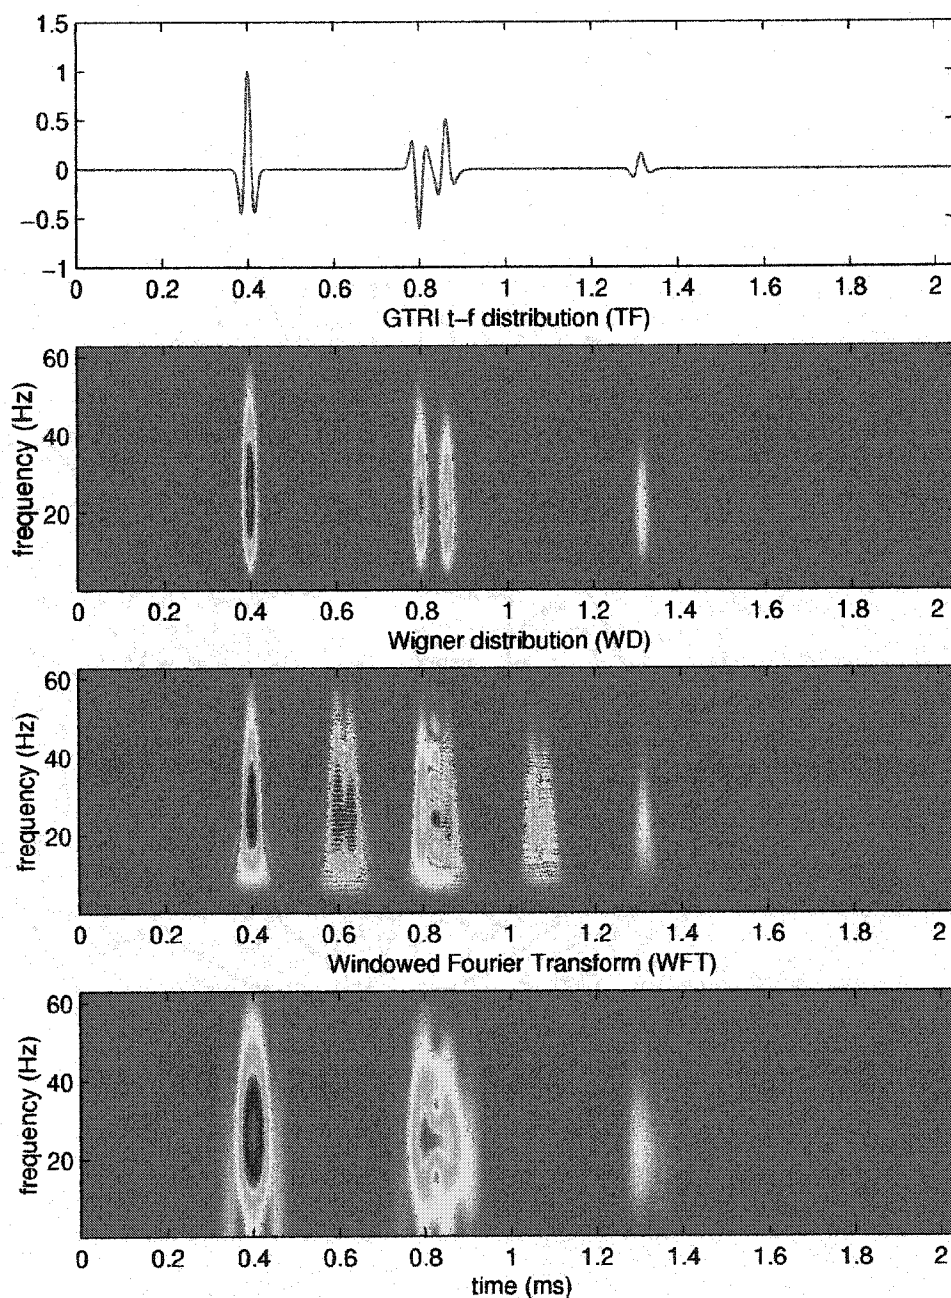 1.5
1
0.5
0
−0.5
−1
0 0.2 0.4 0.6 0.8 1 1.2 1.4 1.6 1.8 2
GTRI t−f distribution (TF)
60
40
20
frequency (Hz)
0 0.2 0.4 0.6 0.8 1 1.2 1.4 1.6 1.8 2
Wigner distribution (WD)
60
40
20
frequency (Hz)
0 0.2 0.4 0.6 0.8 1 1.2 1.4 1.6 1.8 2
Windowed Fourier Transform (WFT)
60
40
20
frequency (Hz)
0 0.2 0.4 0.6 0.8 1 1.2 1.4 1.6 1.8 2
time (ms)